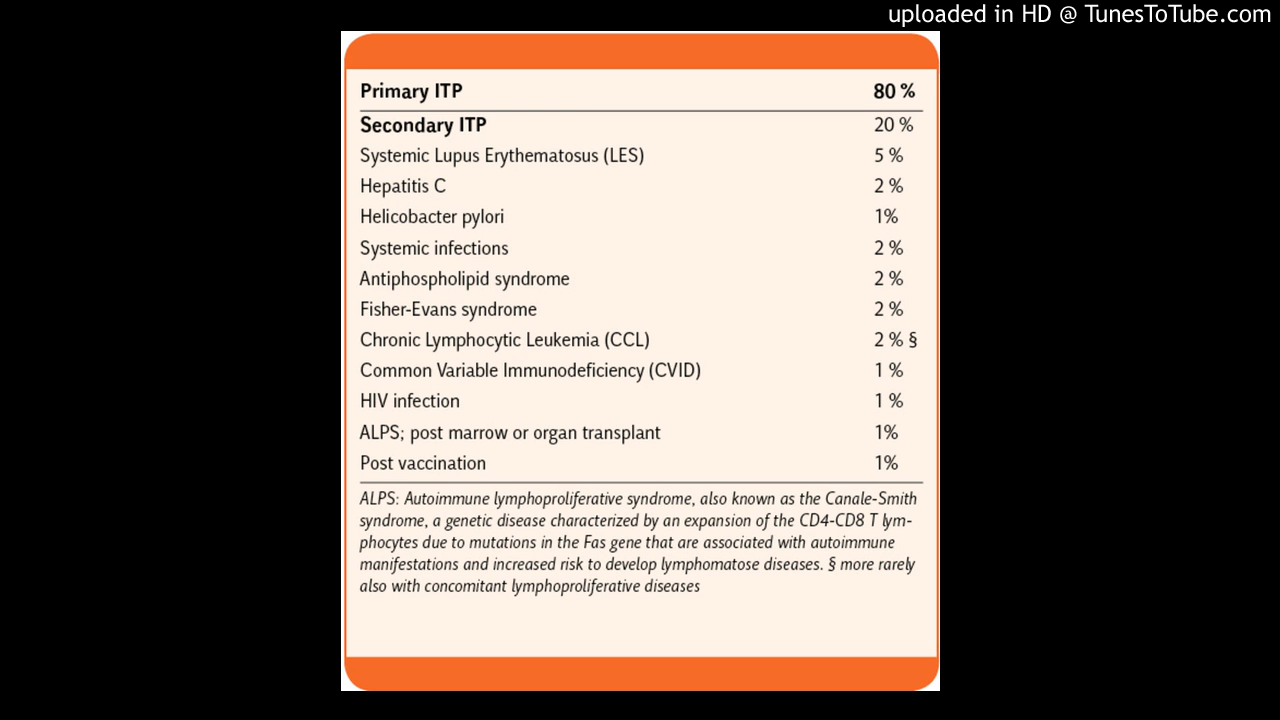 uploaded in HD @ TunesToTube.com
Primary ITP 80 %
Secondary ITP 20 %
Systemic Lupus Erythematosus (LES) 5 %
Hepatitis C 2 %
Helicobacter pylori 1%
Systemic infections 2 %
Antiphospholipid syndrome 2 %
Fisher-Evans syndrome 2 %
Chronic Lymphocytic Leukemia (CCL) 2 % §
Common Variable Immunodeficiency (CVID) 1 %
HIV infection 1 %
ALPS; post marrow or organ transplant 1%
Post vaccination 1%
ALPS: Autoimmune lymphoproliferative syndrome, also known as the Canale-Smith
syndrome, a genetic disease characterized by an expansion of the CD4-CD8 T lym-
phocytes due to mutations in the Fas gene that are associated with autoimmune
manifestations and increased risk to develop lymphomatose diseases. § more rarely
also with concomitant lymphoproliferative diseases